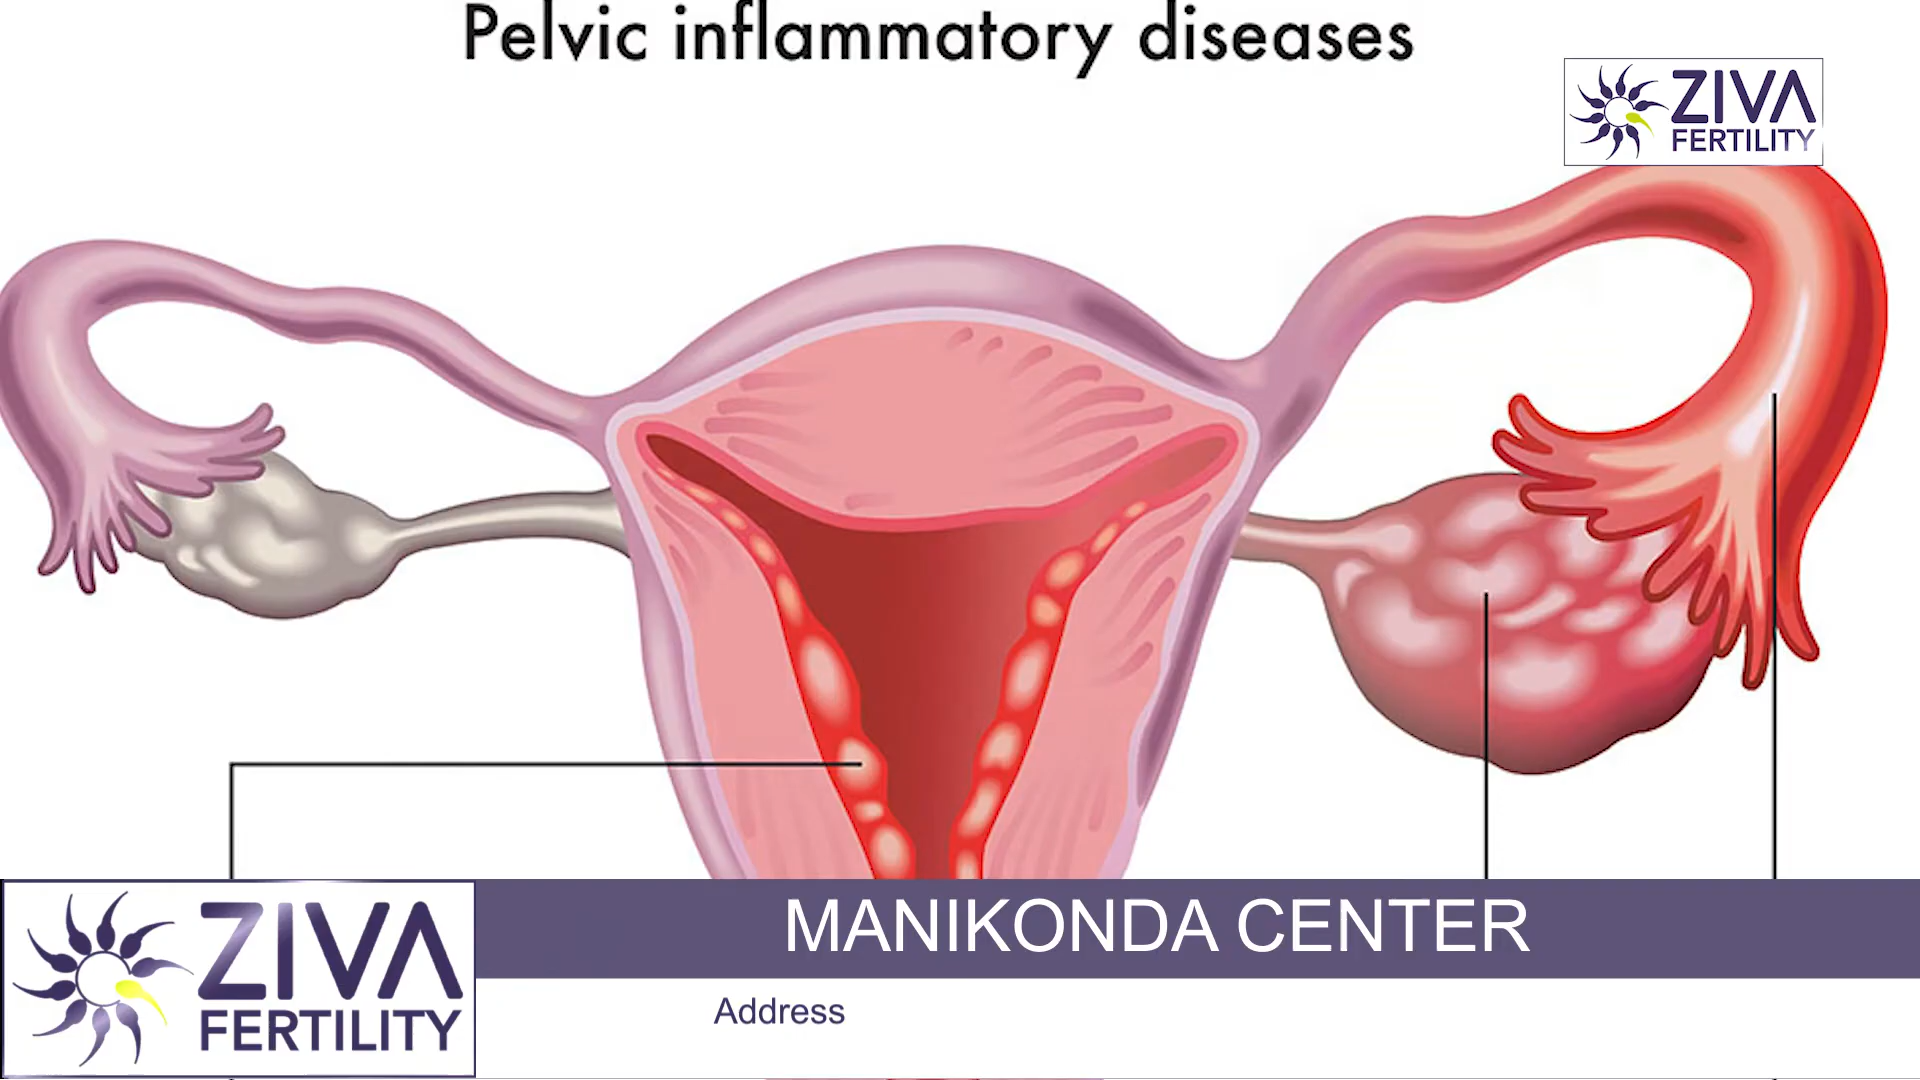 Pelvic inflammatory diseases
ZIVA
FERTILITY
MANIKONDA CENTER
ZIVA
FERTILITY
Address